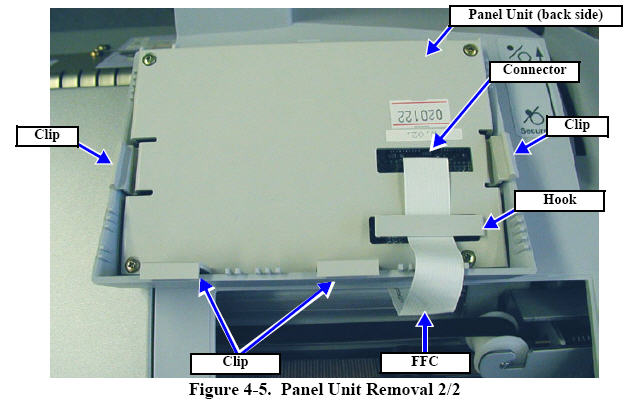 Panel Unit (back side)
Connector
020122
Clip
Clip
Secur
Hook
Clip
FFC
Figure 4-5. Panel Unit Removal 2/2